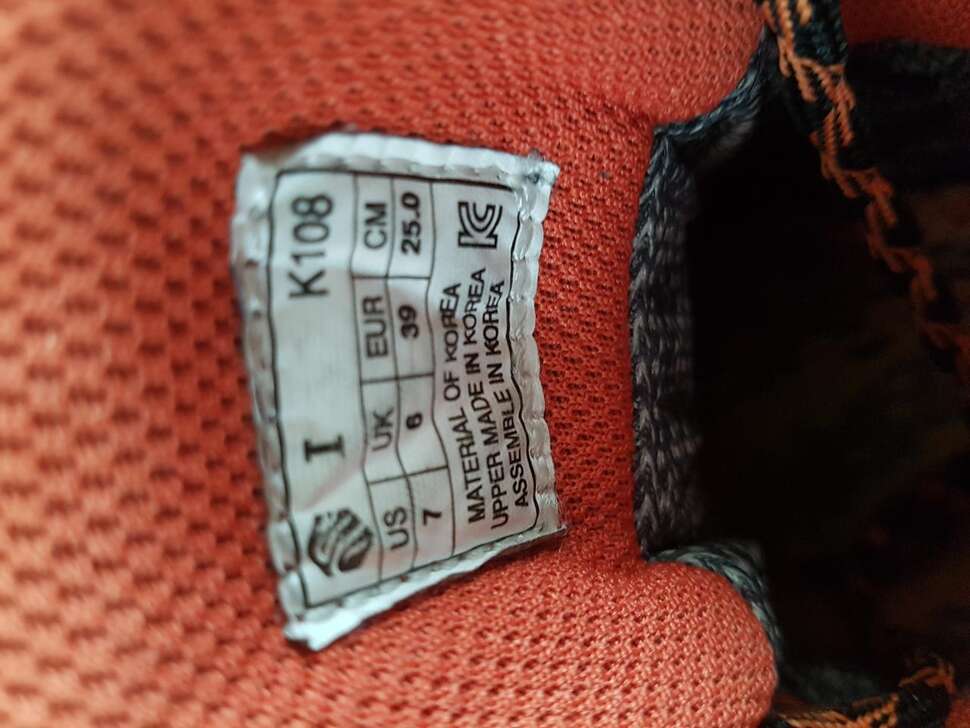 I K108
US UK EUR CM
7 6 39 25.0
MATERIAL OF KOREA
UPPER MADE IN KOREA
ASSEMBLE IN KOREA